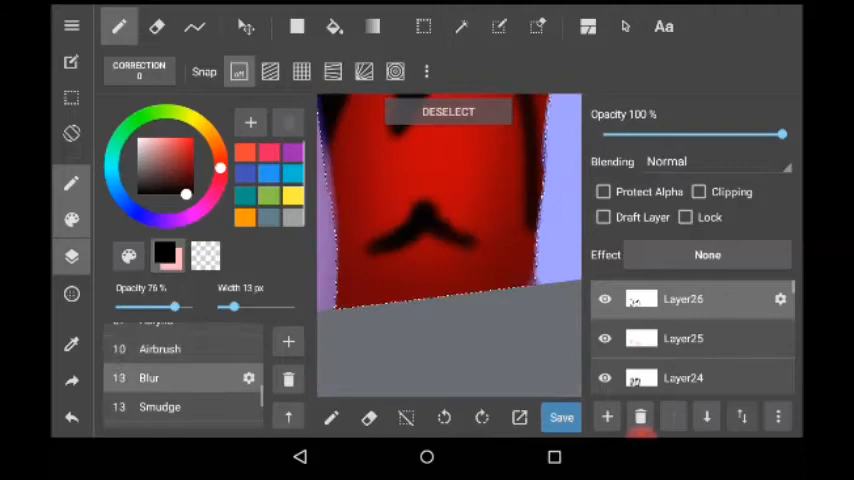 Aa
CORRECTION
0
Snap
off
DESELECT
Opacity 100 %
Blending
Normal
Protect Alpha
Clipping
Draft Layer
Lock
Effect
None
Opacity 76 %
Width 13 px
10 Airbrush
13 Blur
13 Smudge
Layer26
Layer25
Layer24
Save